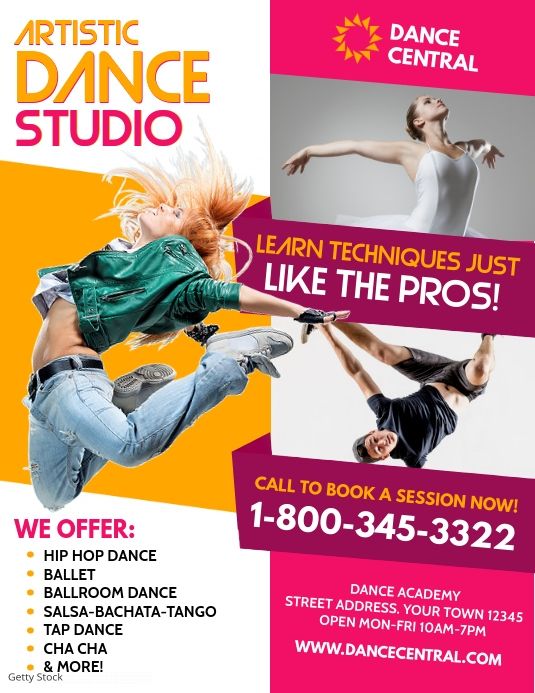 ARTISTIC
DANCE
STUDIO
DANCE
CENTRAL
LEARN TECHNIQUES JUST
LIKE THE PROS!
CALL TO BOOK A SESSION NOW!
1-800-345-3322
WE OFFER:
• HIP HOP DANCE
• BALLET
• BALLROOM DANCE
• SALSA-BACHATA-TANGO
• TAP DANCE
• CHA CHA
• & MORE!
Getty Stock
DANCE ACADEMY
STREET ADDRESS. YOUR TOWN 12345
OPEN MON-FRI 10AM-7PM
WWW.DANCECENTRAL.COM